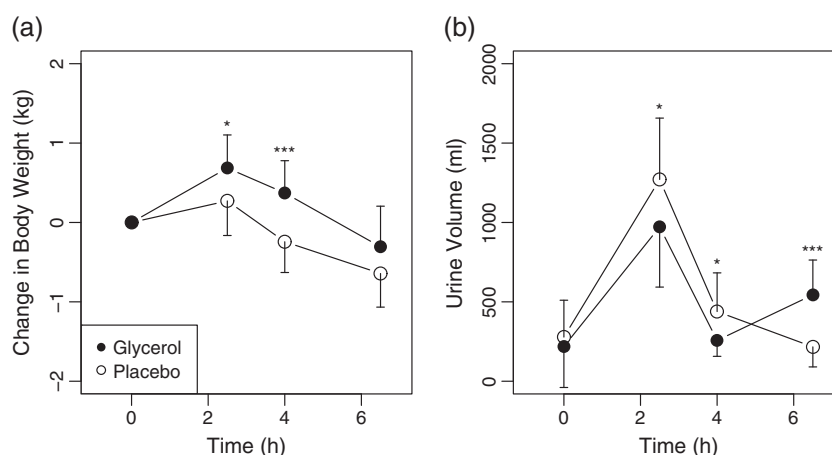 (a)
Change in Body Weight (kg)
2
1
0
−1
−2
*
***
Glycerol
Placebo
0 2 4 6
Time (h)
(b)
Urine Volume (ml)
2000
1500
1000
500
0
*
*
***
0 2 4 6
Time (h)